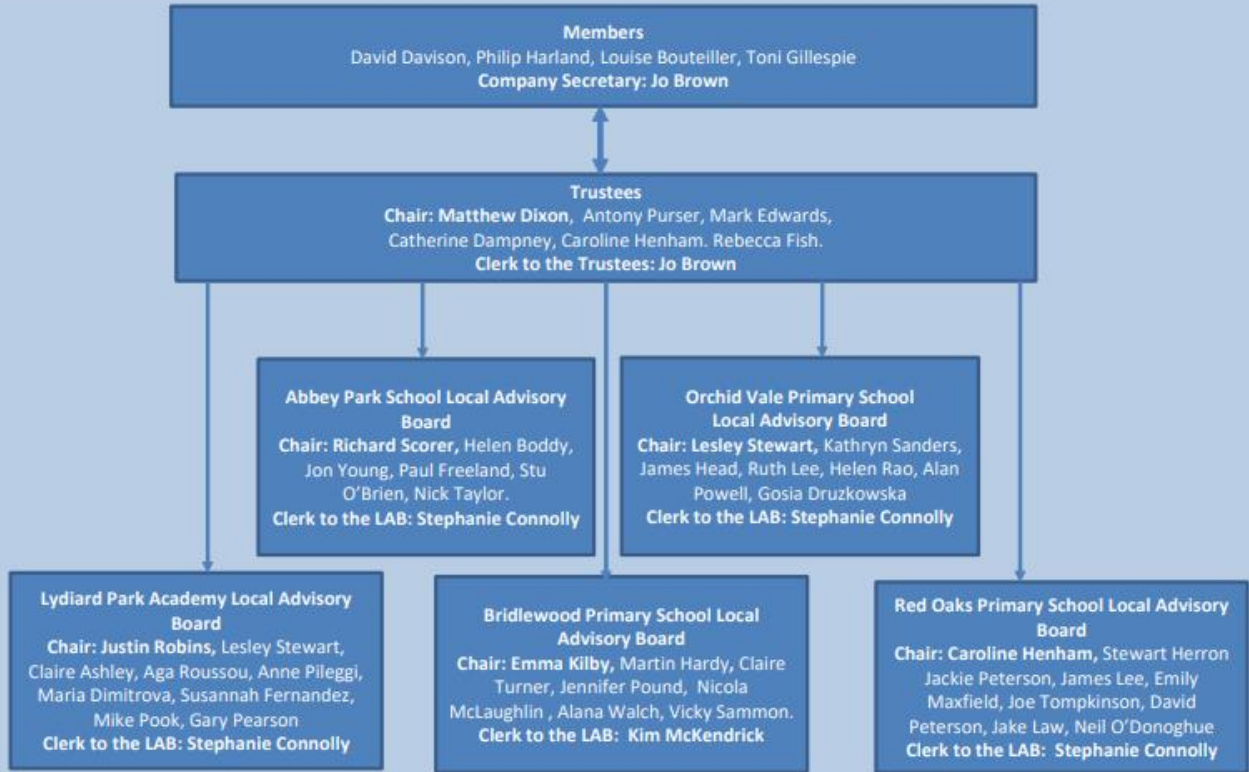 Members
David Davison, Philip Harland, Louise Bouteiller, Toni Gillespie
Company Secretary: Jo Brown
Trustees
Chair: Matthew Dixon, Antony Purser, Mark Edwards,
Catherine Dampney, Caroline Henham. Rebecca Fish.
Clerk to the Trustees: Jo Brown
Abbey Park School Local Advisory
Board
Chair: Richard Scorer, Helen Boddy,
Jon Young, Paul Freeland, Stu
O'Brien, Nick Taylor.
Clerk to the LAB: Stephanie Connolly
Orchid Vale Primary School
Local Advisory Board
Chair: Lesley Stewart, Kathryn Sanders,
James Head, Ruth Lee, Helen Rao, Alan
Powell, Gosia Druzkowska
Clerk to the LAB: Stephanie Connolly
Lydiard Park Academy Local Advisory
Board
Chair: Justin Robins, Lesley Stewart,
Claire Ashley, Aga Roussou, Anne Pileggi,
Maria Dimitrova, Susannah Fernandez,
Mike Pook, Gary Pearson
Clerk to the LAB: Stephanie Connolly
Bridlewood Primary School Local
Advisory Board
Chair: Emma Kilby, Martin Hardy, Claire
Turner, Jennifer Pound, Nicola
McLaughlin , Alana Walch, Vicky Sammon.
Clerk to the LAB: Kim McKendrick
Red Oaks Primary School Local Advisory
Board
Chair: Caroline Henham, Stewart Herron
Jackie Peterson, James Lee, Emily
Maxfield, Joe Tompkinson, David
Peterson, Jake Law, Neil O'Donoghue
Clerk to the LAB: Stephanie Connolly